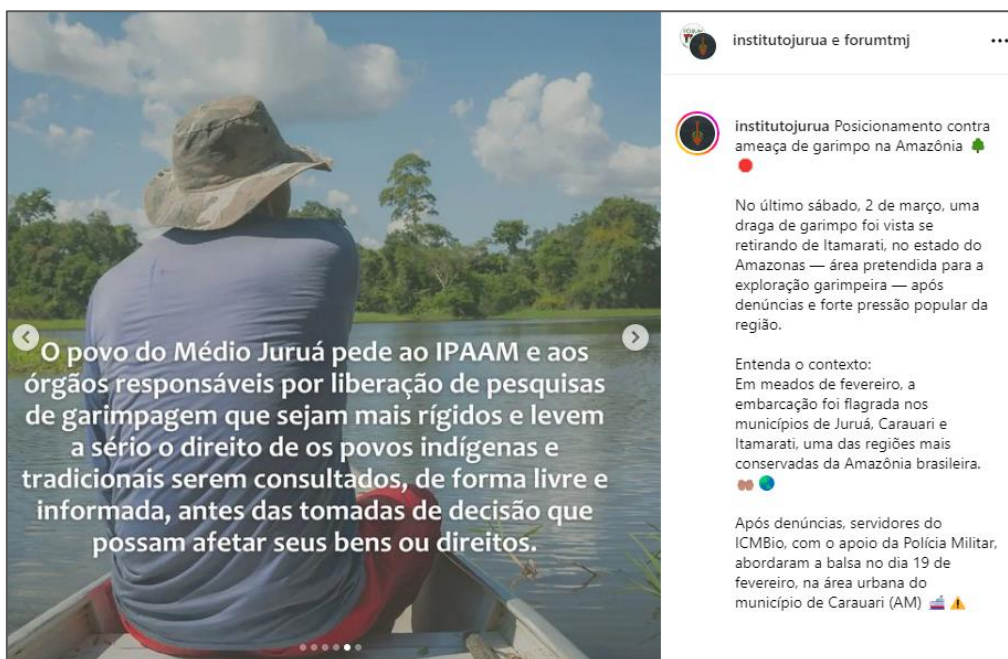 O povo do Médio Juruá pede ao IPAAM e aos
órgãos responsáveis por liberação de pesquisas
de garimpagem que sejam mais rígidos e levem
a sério o direito de os povos indígenas e
tradicionais serem consultados, de forma livre e
informada, antes das tomadas de decisão que
possam afetar seus bens ou direitos.
institutojurua e forumtmj
institutojurua Posicionamento contra
ameaça de garimpo na Amazônia 🌳
🛑
No último sábado, 2 de março, uma
draga de garimpo foi vista se
retirando de Itamarati, no estado do
Amazonas — área pretendida para a
exploração garimpeira — após
denúncias e forte pressão popular da
região.
Entenda o contexto:
Em meados de fevereiro, a
embarcação foi flagrada nos
municípios de Juruá, Carauari e
Itamarati, uma das regiões mais
conservadas da Amazônia brasileira.
🤲🏽 🌎
Após denúncias, servidores do
ICMBio, com o apoio da Polícia Militar,
abordaram a balsa no dia 19 de
fevereiro, na área urbana do
município de Carauari (AM) 🚢 ⚠️